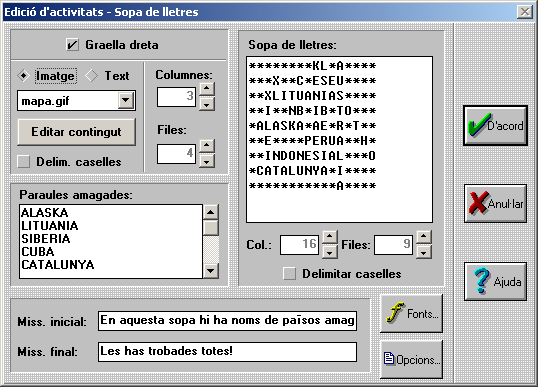 Edició d'activitats - Sopa de lletres
Graella dreta
Imatge
Text
mapa.gif
Editar contingut
Delim. caselles
Columnes:
3
Files:
4
Paraules amagades:
ALASKA
LITUANIA
SIBERIA
CUBA
CATALUNYA
Sopa de lletres:
********KL*A****
***X**C*ESEU****
**XLITUANIAS****
**I**NB*IB*TO***
*ALASKA*AE*R*T**
**E****PERUA**H*
**INDONESIAL***O
*CATALUNYA*I****
***********A****
Col.:
16
Files:
9
Delimitar caselles
D'acord
Anul·lar
Ajuda
Miss. inicial:
En aquesta sopa hi ha noms de països amag
Miss. final:
Les has trobades totes!
Fonts...
Opcions...